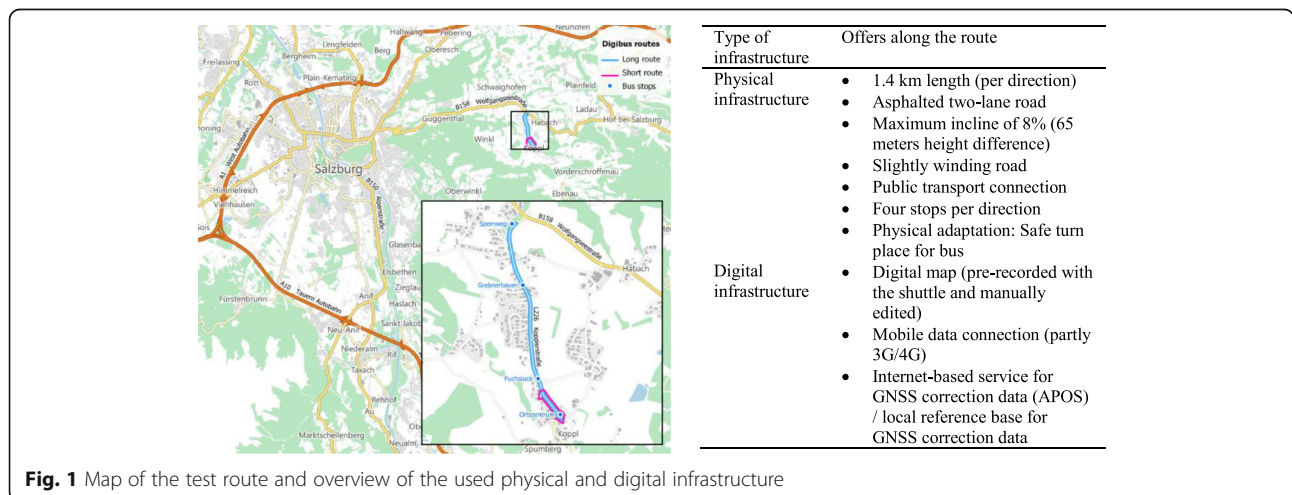 Neuhofen
Hallwang
Pebering
Lengfelden
Berg
Oberesch
Bergheim
Freilassing
Rott
Plain-Kemating
Digibus routes
Long route
Short route
Bus stops
Schwaighofen
Plainfeld
B158 Wolfgangseestraße
Ladau
Guggenthal
Habach
Hof bei Salzburg
Winkl
Koppl
Salzburg
A1 West Autobahn
Vorderschroffenau
Himmelreich
B150
Oberwinkl
Ebenau
Viehhausen
Alpenstraße
Glasenba
B158 Wolfgangseestraße
Sperrweg
Elsbethen
Habach
A10 Tauern Autobahn
Zieglau
Grabnerbauer
Fürstenbrunn
Anif
Haslach
Neu-Anif
Sankt Jakob
L226 Kopplerstraße
Niederalm
Rif
Taxach
Fuchsluck
Rehhof
Au
Ortszentrum
Koppl
Marktschellenberg
Neualm
Spumberg
Type of infrastructure Offers along the route
Physical infrastructure
• 1.4 km length (per direction)
• Asphalted two-lane road
• Maximum incline of 8% (65
meters height difference)
• Slightly winding road
• Public transport connection
• Four stops per direction
• Physical adaptation: Safe turn
place for bus
Digital infrastructure
• Digital map (pre-recorded with
the shuttle and manually
edited)
• Mobile data connection (partly
3G/4G)
• Internet-based service for
GNSS correction data (APOS)
/ local reference base for
GNSS correction data
Fig. 1 Map of the test route and overview of the used physical and digital infrastructure